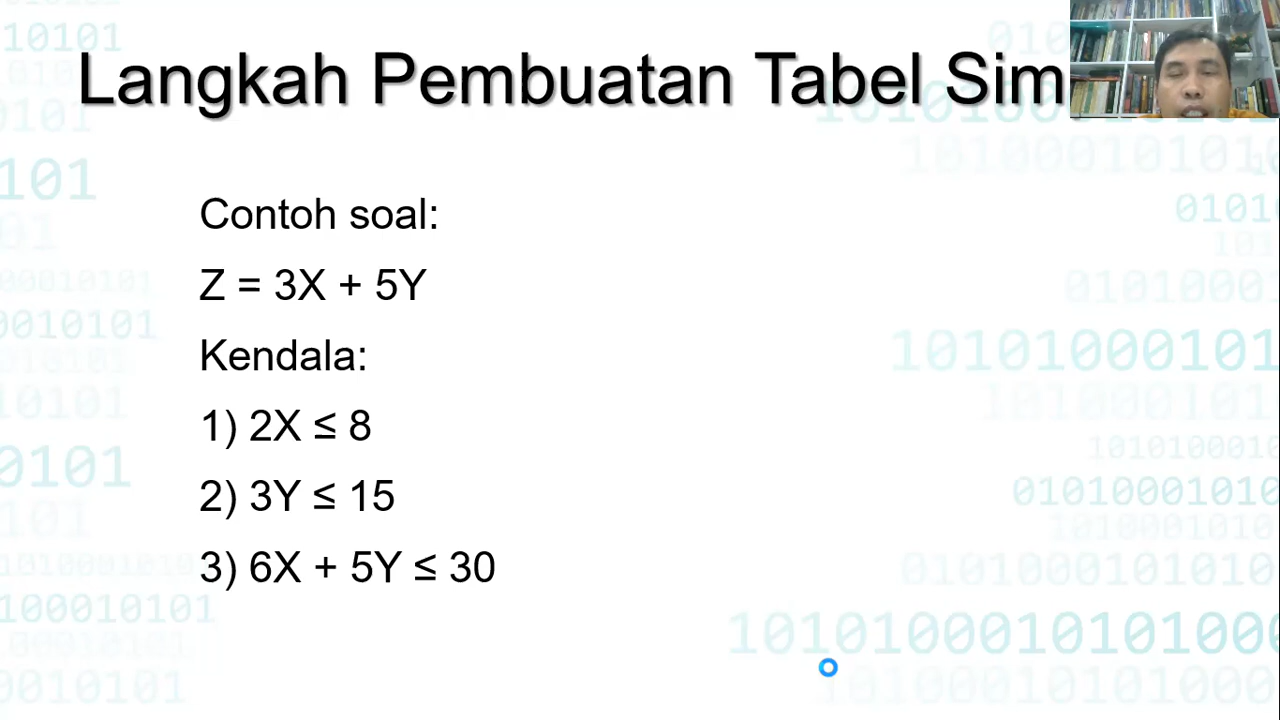 Langkah Pembuatan Tabel Sim
Contoh soal:
Z = 3X + 5Y
Kendala:
1) 2X ≤ 8
2) 3Y ≤ 15
3) 6X + 5Y ≤ 30